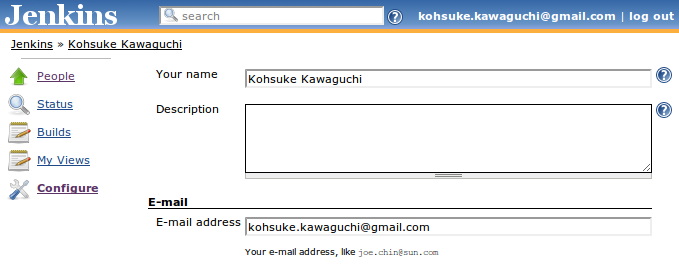 Jenkins
search
kohsuke.kawaguchi@gmail.com | log out
Jenkins » Kohsuke Kawaguchi
People
Status
Builds
My Views
Configure
Your name
Kohsuke Kawaguchi
Description
E-mail
E-mail address
kohsuke.kawaguchi@gmail.com
Your e-mail address, like joe.chin@sun.com